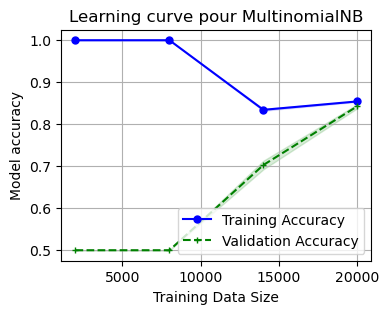 Learning curve pour MultinomialNB
Model accuracy
1.0
0.9
0.8
0.7
0.6
0.5
Training Accuracy
Validation Accuracy
5000 10000 15000 20000
Training Data Size